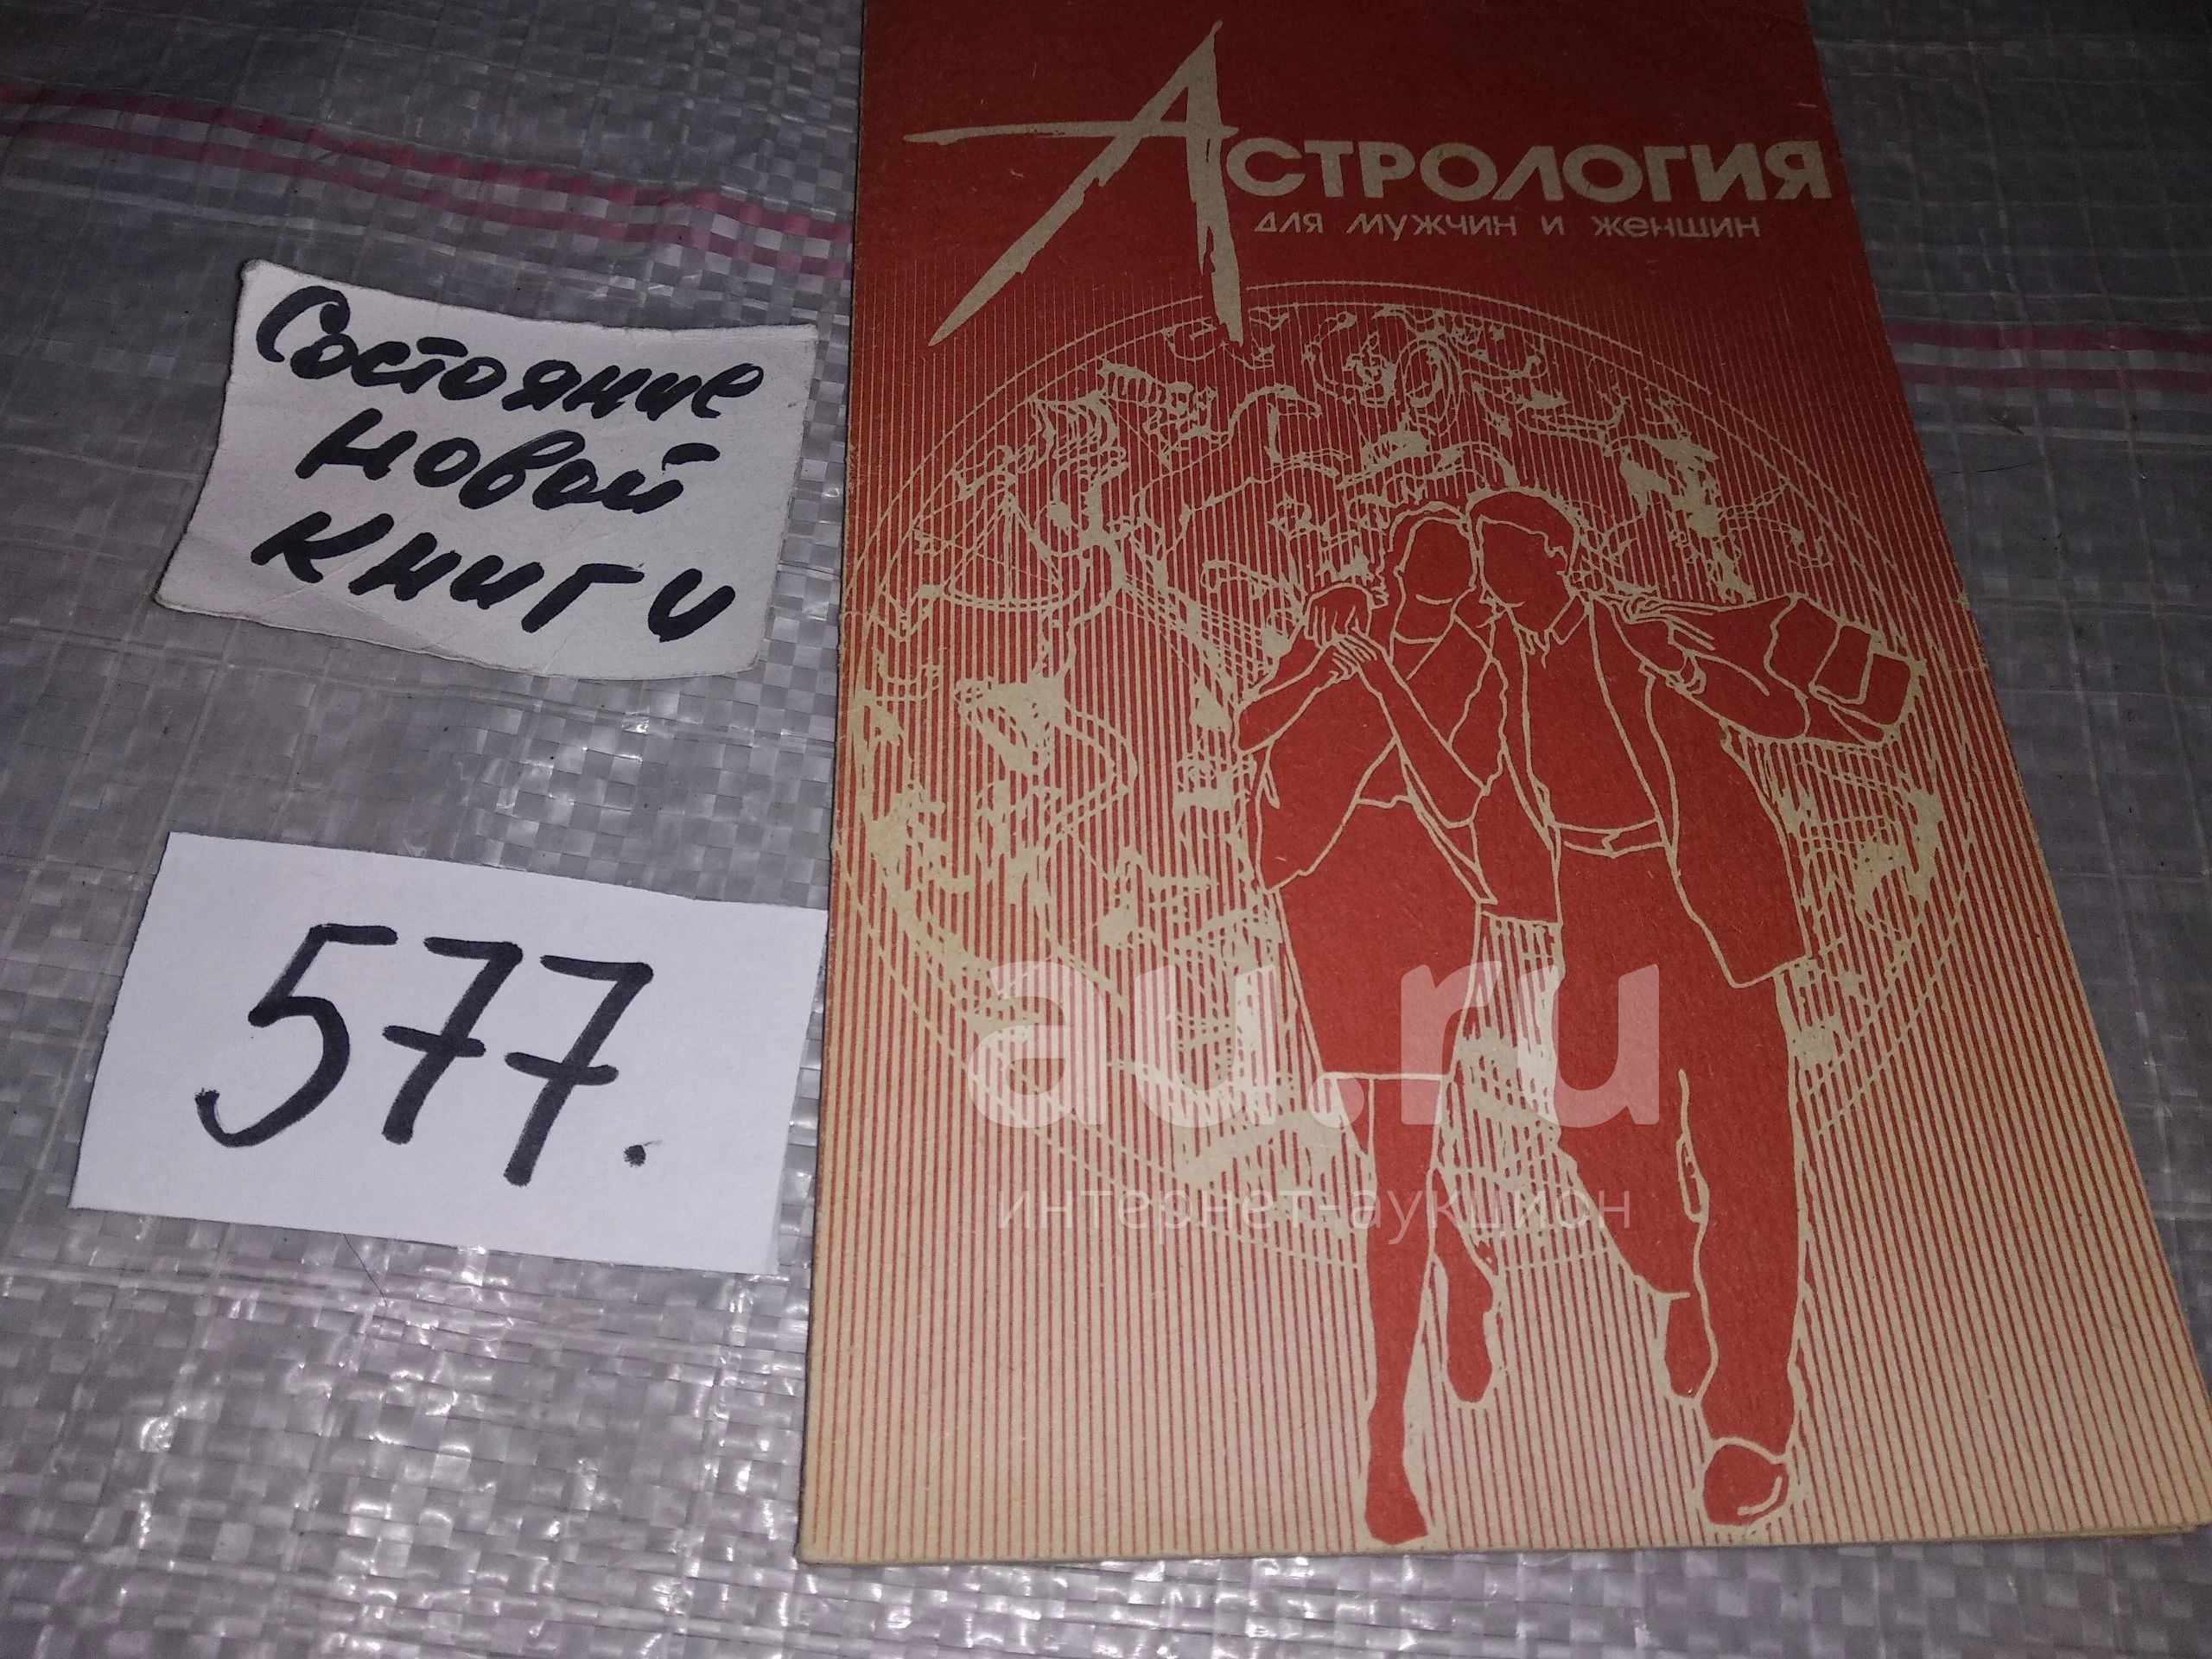 Астрология
для мужчин и женщин
Состояние
новой
книги
577.
au.ru
интернет-аукцион